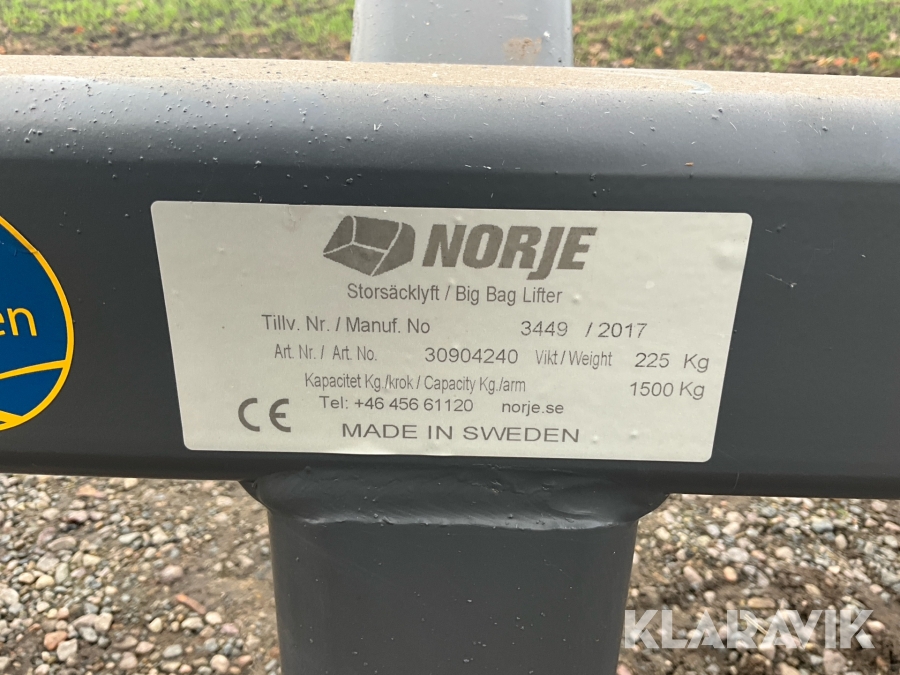 NORJE
Storsäcklyft / Big Bag Lifter
Tillv. Nr. / Manuf. No 3449 / 2017
Art. Nr. / Art. No. 30904240 Vikt / Weight 225 Kg
Kapacitet Kg./krok / Capacity Kg./arm 1500 Kg
Tel: +46 456 61120 norje.se
CE MADE IN SWEDEN
en
KLARAVIK